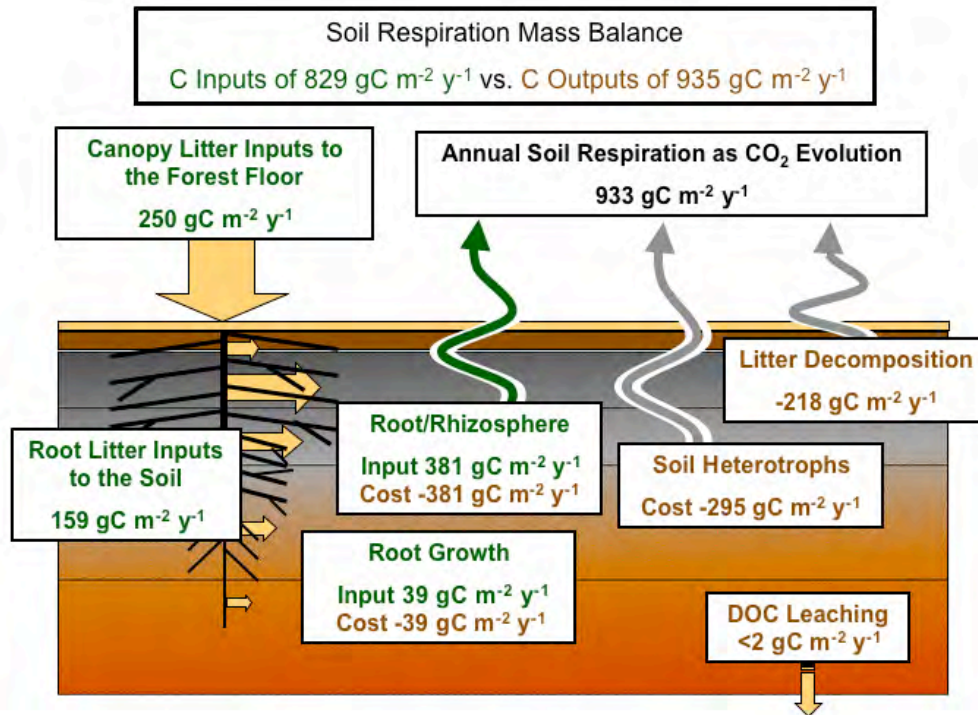 Soil Respiration Mass Balance
C Inputs of 829 gC m⁻² y⁻¹ vs. C Outputs of 935 gC m⁻² y⁻¹
Canopy Litter Inputs to
the Forest Floor
250 gC m⁻² y⁻¹
Annual Soil Respiration as CO₂ Evolution
933 gC m⁻² y⁻¹
Litter Decomposition
-218 gC m⁻² y⁻¹
Root Litter Inputs
to the Soil
159 gC m⁻² y⁻¹
Root/Rhizosphere
Input 381 gC m⁻² y⁻¹
Cost -381 gC m⁻² y⁻¹
Soil Heterotrophs
Cost -295 gC m⁻² y⁻¹
Root Growth
Input 39 gC m⁻² y⁻¹
Cost -39 gC m⁻² y⁻¹
DOC Leaching
<2 gC m⁻² y⁻¹